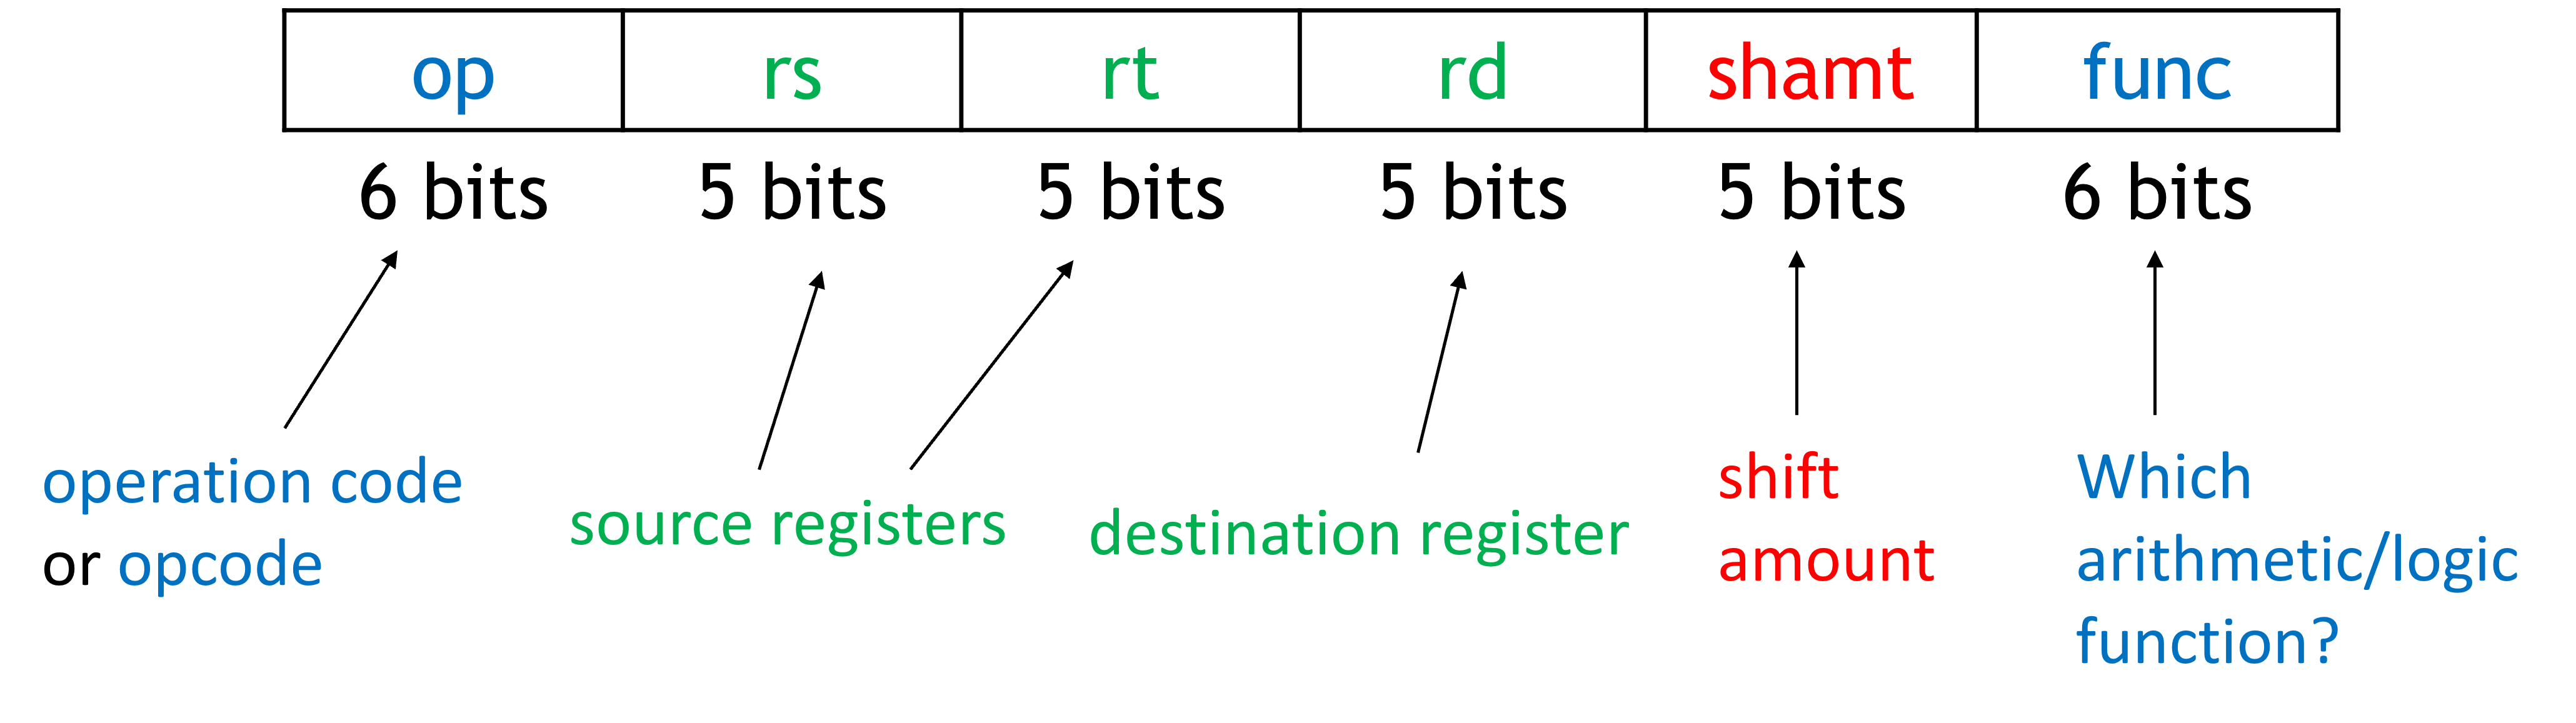 op rs rt rd shamt func
6 bits 5 bits 5 bits 5 bits 5 bits 6 bits
operation code
or opcode
source registers
destination register
shift
amount
Which
arithmetic/logic
function?